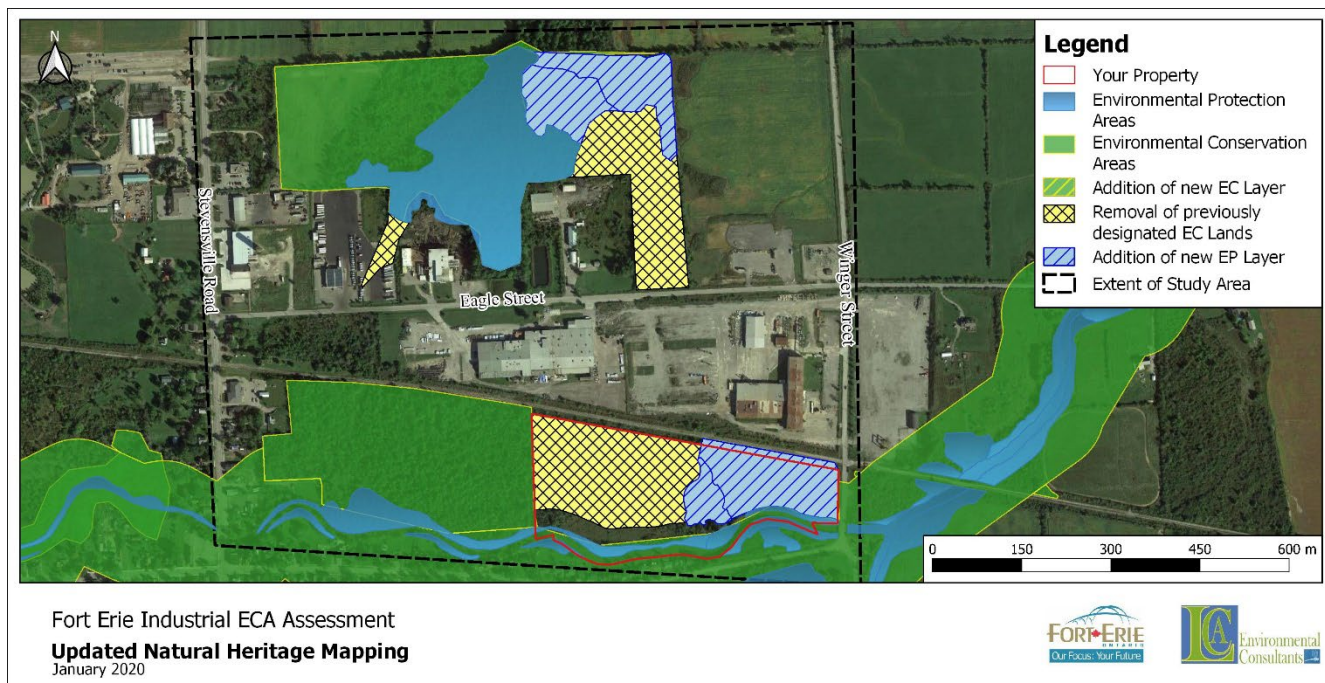 N
Stevensville Road
Eagle Street
Winger Street
Legend
Your Property
Environmental Protection
Areas
Environmental Conservation
Areas
Addition of new EC Layer
Removal of previously
designated EC Lands
Addition of new EP Layer
Extent of Study Area
0 150 300 450 600 m
Fort Erie Industrial ECA Assessment
Updated Natural Heritage Mapping
January 2020
FORT ERIE
ONTARIO
Our Focus: Your Future
LCA
Environmental
Consultants